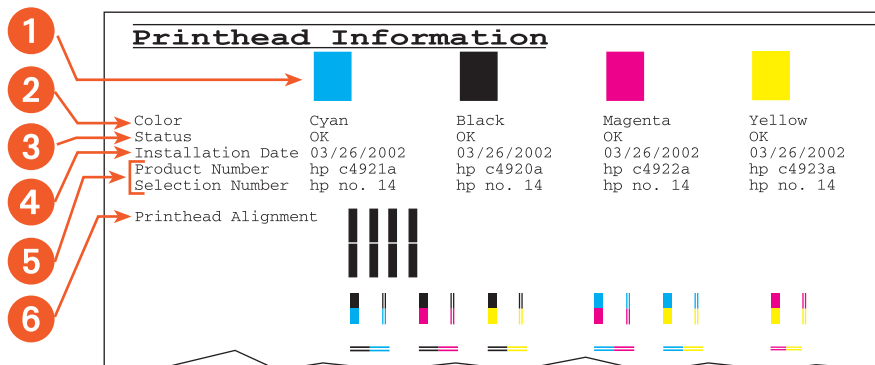 Printhead Information
1
2
3
4
5
6
Color Cyan Black Magenta Yellow
Status OK OK OK OK
Installation Date 03/26/2002 03/26/2002 03/26/2002 03/26/2002
Product Number hp c4921a hp c4920a hp c4922a hp c4923a
Selection Number hp no. 14 hp no. 14 hp no. 14 hp no. 14
Printhead Alignment